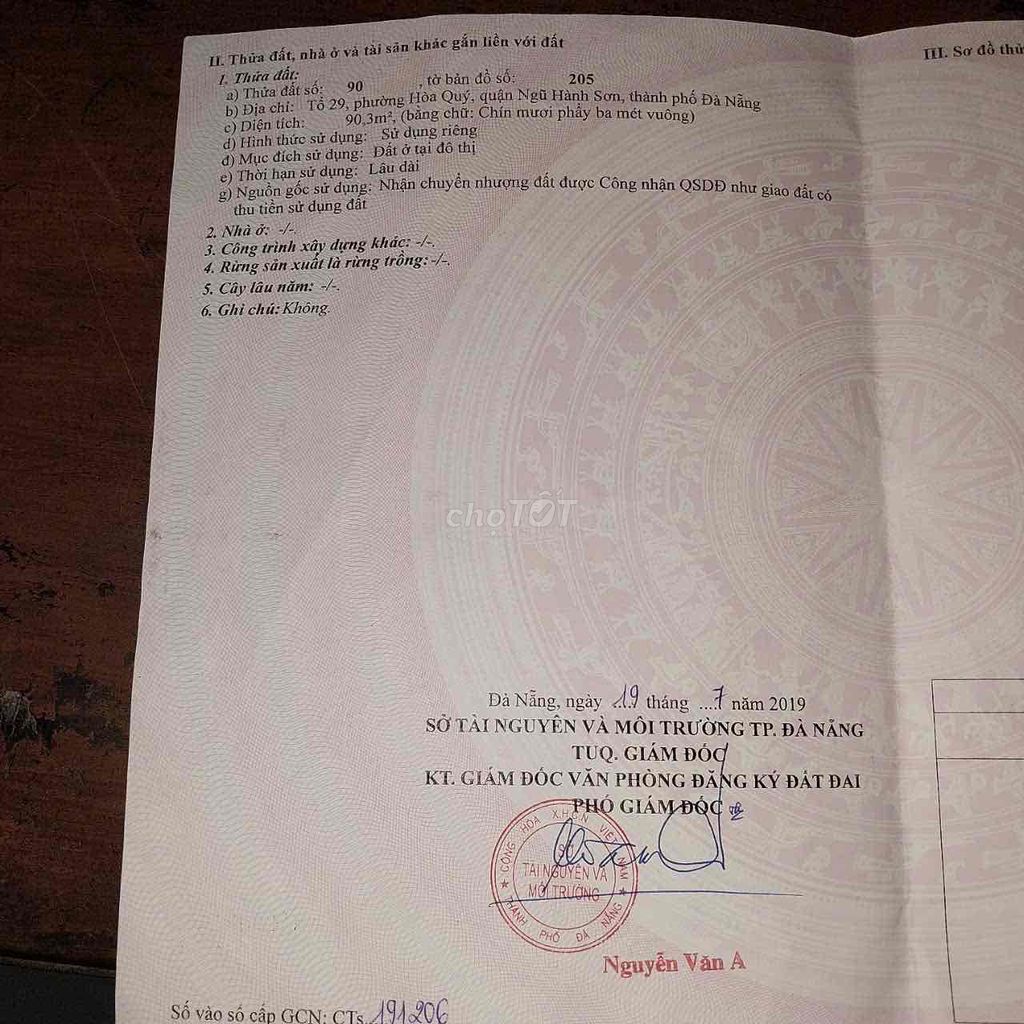 II. Thửa đất, nhà ở và tài sản khác gắn liền với đất
1. Thửa đất:
a) Thửa đất số: 90 , tờ bản đồ số: 205
b) Địa chỉ: Tổ 29, phường Hòa Quý, quận Ngũ Hành Sơn, thành phố Đà Nẵng
c) Diện tích: 90,3m², (bằng chữ: Chín mươi phẩy ba mét vuông)
d) Hình thức sử dụng: Sử dụng riêng
đ) Mục đích sử dụng: Đất ở tại đô thị
e) Thời hạn sử dụng: Lâu dài
g) Nguồn gốc sử dụng: Nhận chuyển nhượng đất được Công nhận QSDĐ như giao đất có
thu tiền sử dụng đất
2. Nhà ở: -/-.
3. Công trình xây dựng khác: -/-.
4. Rừng sản xuất là rừng trồng: -/-.
5. Cây lâu năm: -/-.
6. Ghi chú: Không.
III. Sơ đồ thử
chợTỐT
Đà Nẵng, ngày 19 tháng 7 năm 2019
SỞ TÀI NGUYÊN VÀ MÔI TRƯỜNG TP. ĐÀ NẴNG
TUQ. GIÁM ĐỐC
KT. GIÁM ĐỐC VĂN PHÒNG ĐĂNG KÝ ĐẤT ĐAI
PHÓ GIÁM ĐỐC
CỘNG HÒA X.H.C.N VIỆT NAM
SỞ
TÀI NGUYÊN VÀ
MÔI TRƯỜNG
THÀNH PHỐ ĐÀ NẴNG
Nguyễn Văn A
Số vào sổ cấp GCN: CTs 191206